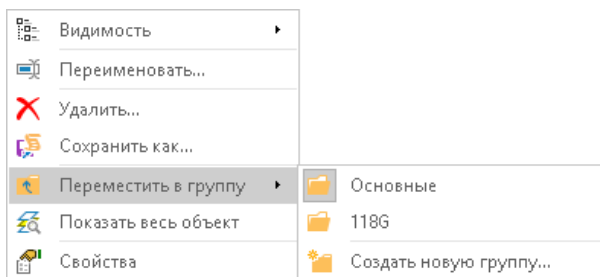 Видимость
Переименовать...
Удалить...
Сохранить как...
Переместить в группу
Основные
Показать весь объект
118G
Свойства
Создать новую группу...